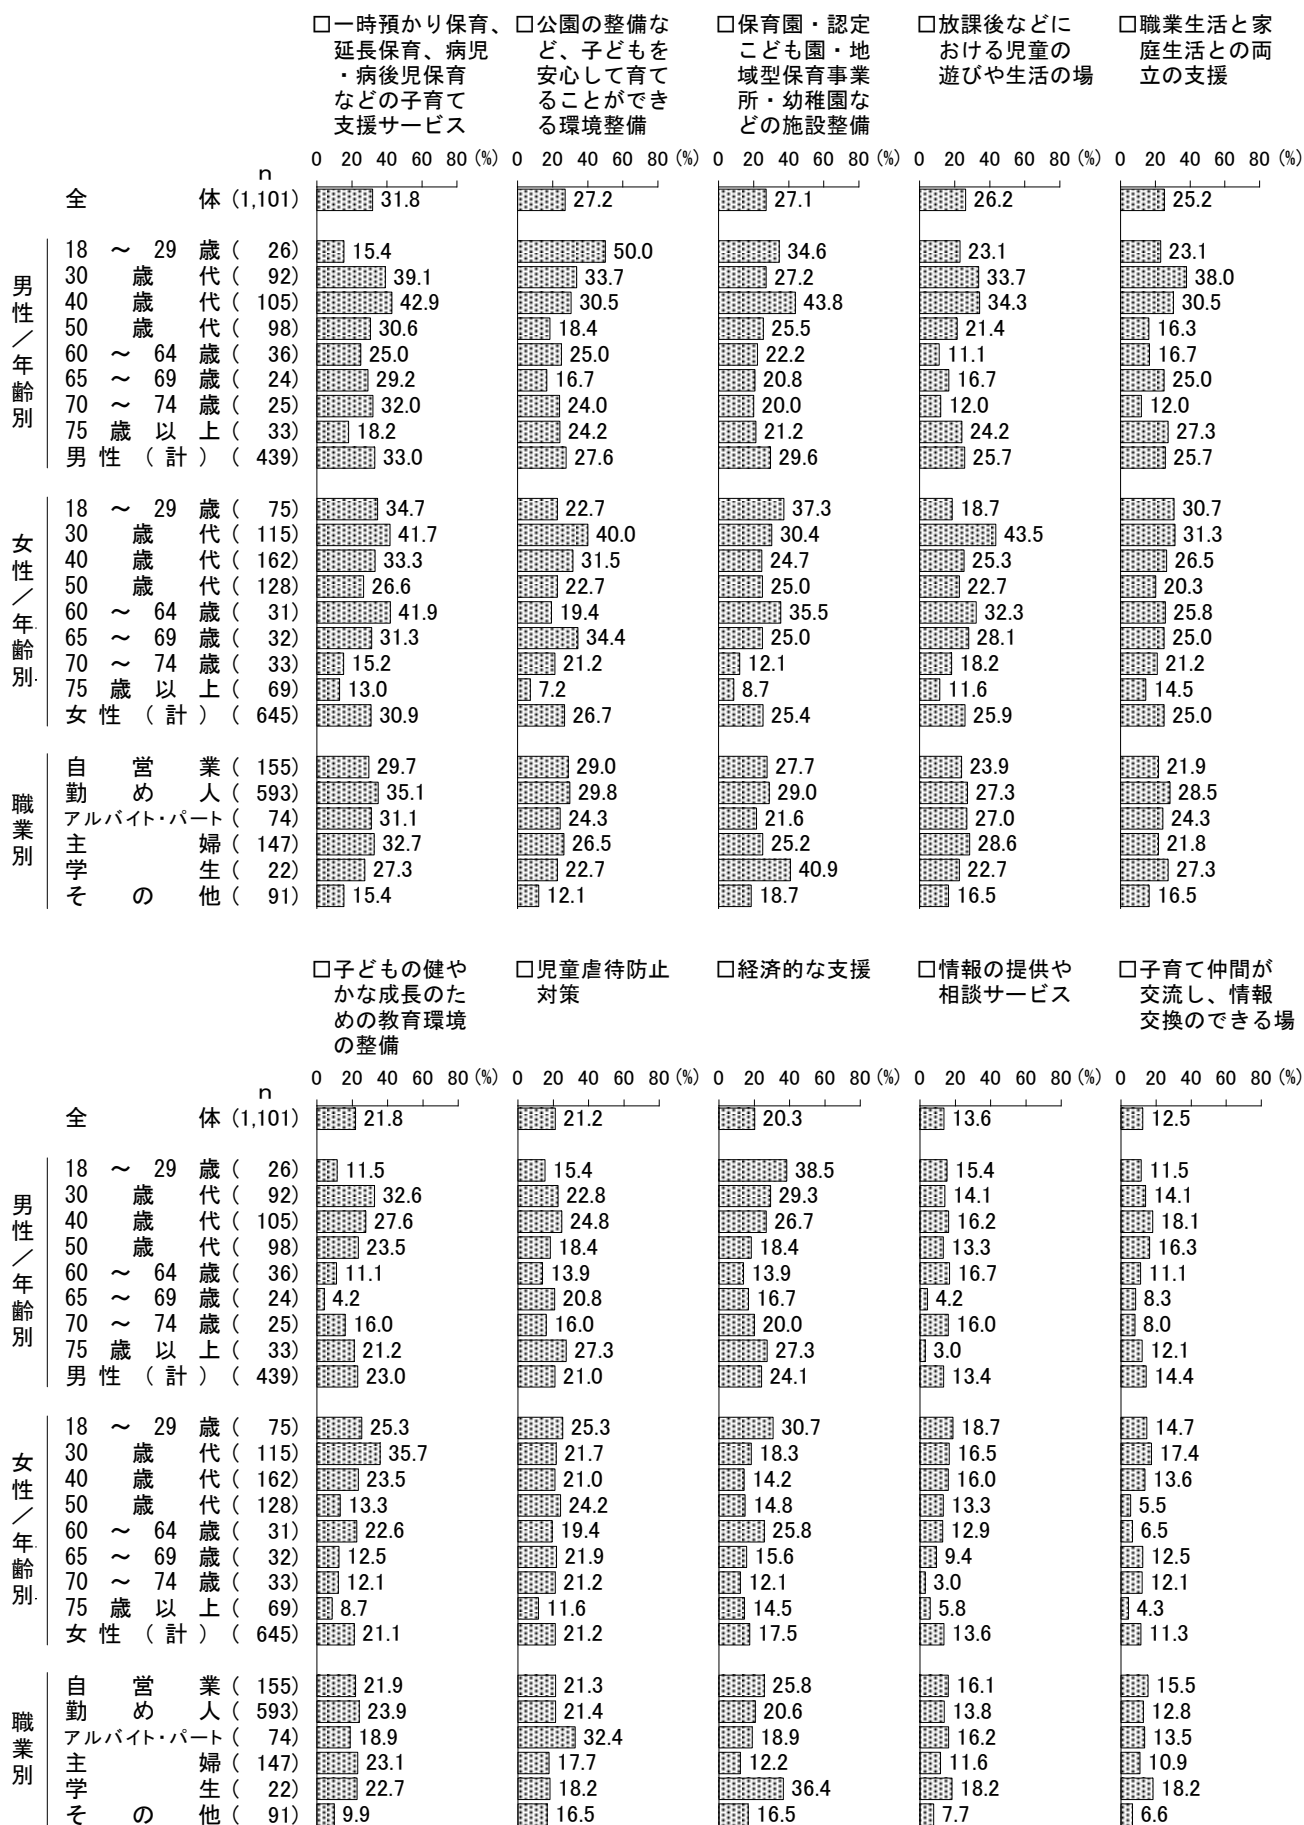 □一時預かり保育、
延長保育、病児
・病後児保育
などの子育て
支援サービス
□公園の整備な
ど、子どもを
安心して育て
ることができ
る環境整備
□保育園・認定
こども園・地
域型保育事業
所・幼稚園な
どの施設整備
□放課後などに
おける児童の
遊びや生活の場
□職業生活と家
庭生活との両
立の支援
0 20 40 60 80 (%) 0 20 40 60 80 (%) 0 20 40 60 80 (%) 0 20 40 60 80 (%) 0 20 40 60 80 (%)
n
全体 (1,101) 31.8 27.2 27.1 26.2 25.2
男性/年齢別
18 ～ 29 歳 ( 26) 15.4 50.0 34.6 23.1 23.1
30 歳代 ( 92) 39.1 33.7 27.2 33.7 38.0
40 歳代 ( 105) 42.9 30.5 43.8 34.3 30.5
50 歳代 ( 98) 30.6 18.4 25.5 21.4 16.3
60 ～ 64 歳 ( 36) 25.0 25.0 22.2 11.1 16.7
65 ～ 69 歳 ( 24) 29.2 16.7 20.8 16.7 25.0
70 ～ 74 歳 ( 25) 32.0 24.0 20.0 12.0 12.0
75 歳以上 ( 33) 18.2 24.2 21.2 24.2 27.3
男性(計) ( 439) 33.0 27.6 29.6 25.7 25.7
女性/年齢別
18 ～ 29 歳 ( 75) 34.7 22.7 37.3 18.7 30.7
30 歳代 ( 115) 41.7 40.0 30.4 43.5 31.3
40 歳代 ( 162) 33.3 31.5 24.7 25.3 26.5
50 歳代 ( 128) 26.6 22.7 25.0 22.7 20.3
60 ～ 64 歳 ( 31) 41.9 19.4 35.5 32.3 25.8
65 ～ 69 歳 ( 32) 31.3 34.4 25.0 28.1 25.0
70 ～ 74 歳 ( 33) 15.2 21.2 12.1 18.2 21.2
75 歳以上 ( 69) 13.0 7.2 8.7 11.6 14.5
女性(計) ( 645) 30.9 26.7 25.4 25.9 25.0
職業別
自営業 ( 155) 29.7 29.0 27.7 23.9 21.9
勤め人 ( 593) 35.1 29.8 29.0 27.3 28.5
アルバイト・パート ( 74) 31.1 24.3 21.6 27.0 24.3
主婦 ( 147) 32.7 26.5 25.2 28.6 21.8
学生 ( 22) 27.3 22.7 40.9 22.7 27.3
その他 ( 91) 15.4 12.1 18.7 16.5 16.5
□子どもの健や
かな成長のた
めの教育環境
の整備
□児童虐待防止
対策
□経済的な支援
□情報の提供や
相談サービス
□子育て仲間が
交流し、情報
交換のできる場
0 20 40 60 80 (%) 0 20 40 60 80 (%) 0 20 40 60 80 (%) 0 20 40 60 80 (%) 0 20 40 60 80 (%)
n
全体 (1,101) 21.8 21.2 20.3 13.6 12.5
男性/年齢別
18 ～ 29 歳 ( 26) 11.5 15.4 38.5 15.4 11.5
30 歳代 ( 92) 32.6 22.8 29.3 14.1 14.1
40 歳代 ( 105) 27.6 24.8 26.7 16.2 18.1
50 歳代 ( 98) 23.5 18.4 18.4 13.3 16.3
60 ～ 64 歳 ( 36) 11.1 13.9 13.9 16.7 11.1
65 ～ 69 歳 ( 24) 4.2 20.8 16.7 4.2 8.3
70 ～ 74 歳 ( 25) 16.0 16.0 20.0 16.0 8.0
75 歳以上 ( 33) 21.2 27.3 27.3 3.0 12.1
男性(計) ( 439) 23.0 21.0 24.1 13.4 14.4
女性/年齢別
18 ～ 29 歳 ( 75) 25.3 25.3 30.7 18.7 14.7
30 歳代 ( 115) 35.7 21.7 18.3 16.5 17.4
40 歳代 ( 162) 23.5 21.0 14.2 16.0 13.6
50 歳代 ( 128) 13.3 24.2 14.8 13.3 5.5
60 ～ 64 歳 ( 31) 22.6 19.4 25.8 12.9 6.5
65 ～ 69 歳 ( 32) 12.5 21.9 15.6 9.4 12.5
70 ～ 74 歳 ( 33) 12.1 21.2 12.1 3.0 12.1
75 歳以上 ( 69) 8.7 11.6 14.5 5.8 4.3
女性(計) ( 645) 21.1 21.2 17.5 13.6 11.3
職業別
自営業 ( 155) 21.9 21.3 25.8 16.1 15.5
勤め人 ( 593) 23.9 21.4 20.6 13.8 12.8
アルバイト・パート ( 74) 18.9 32.4 18.9 16.2 13.5
主婦 ( 147) 23.1 17.7 12.2 11.6 10.9
学生 ( 22) 22.7 18.2 36.4 18.2 18.2
その他 ( 91) 9.9 16.5 16.5 7.7 6.6